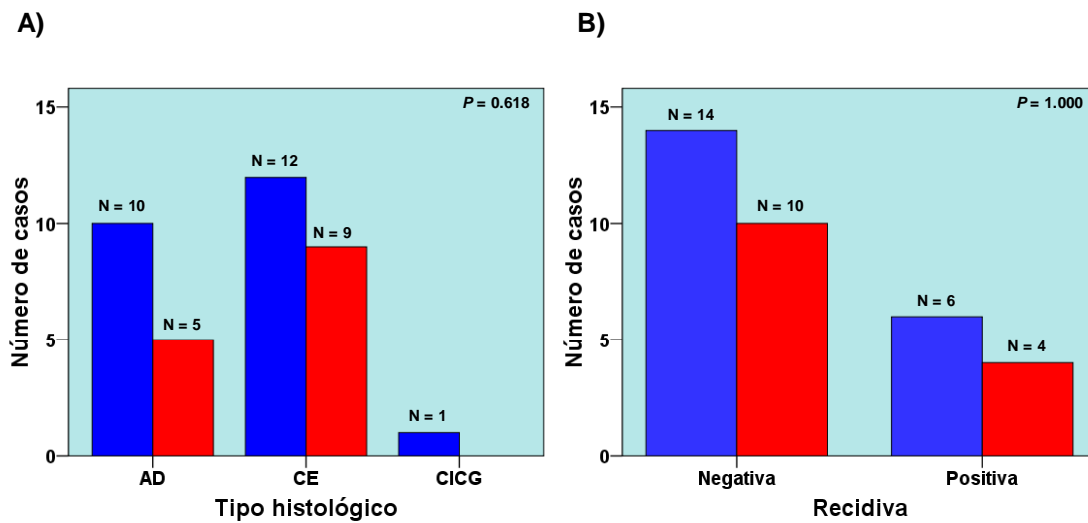 A)
P = 0.618
15
10
5
0
Número de casos
N = 10
N = 5
N = 12
N = 9
N = 1
AD
CE
CICG
Tipo histológico
B)
P = 1.000
15
10
5
0
Número de casos
N = 14
N = 10
N = 6
N = 4
Negativa
Positiva
Recidiva